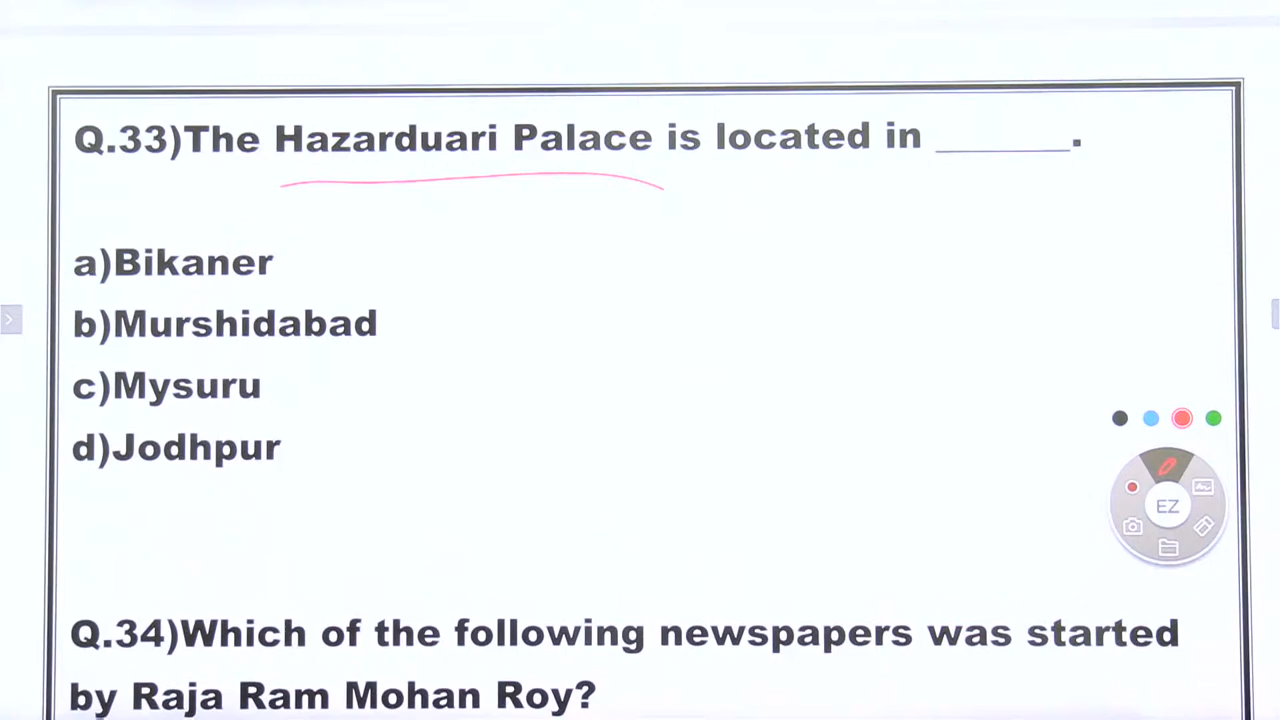 Q.33)The Hazarduari Palace is located in _______.
a)Bikaner
b)Murshidabad
c)Mysuru
d)Jodhpur
EZ
Q.34)Which of the following newspapers was started
by Raja Ram Mohan Roy?